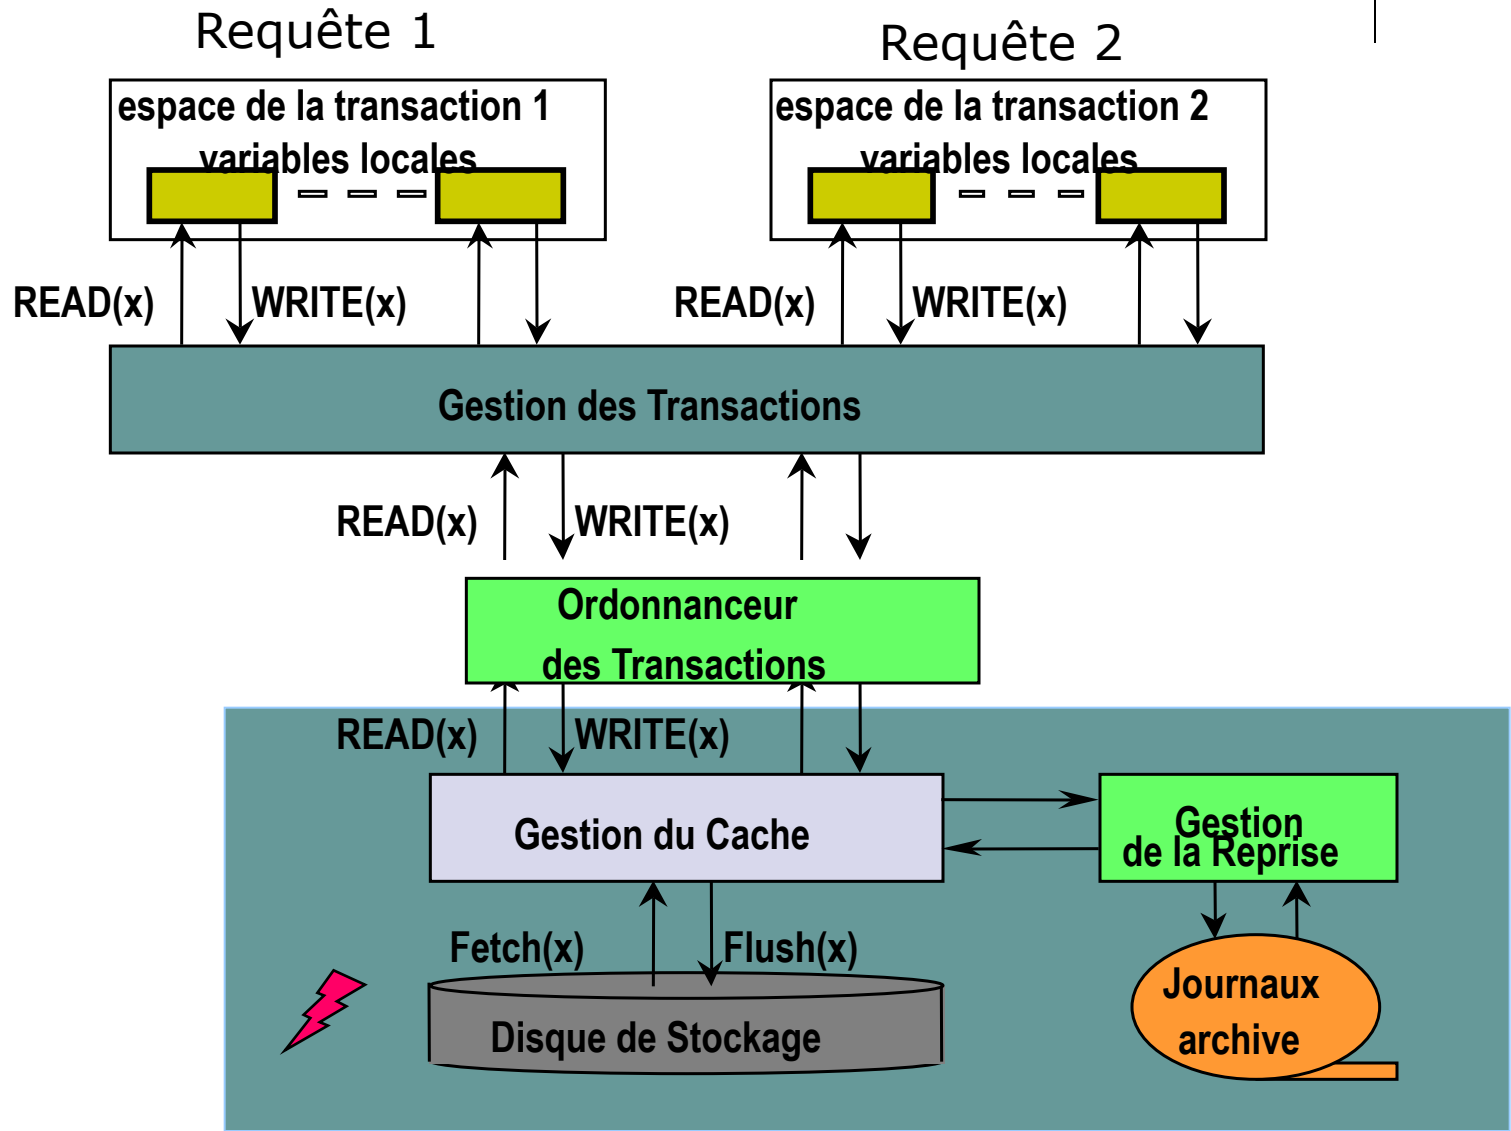 Requête 1
Requête 2
espace de la transaction 1
variables locales
espace de la transaction 2
variables locales
READ(x)
WRITE(x)
READ(x)
WRITE(x)
Gestion des Transactions
READ(x)
WRITE(x)
Ordonnanceur
des Transactions
READ(x)
WRITE(x)
Gestion du Cache
Gestion
de la Reprise
Fetch(x)
Flush(x)
Disque de Stockage
Journaux
archive